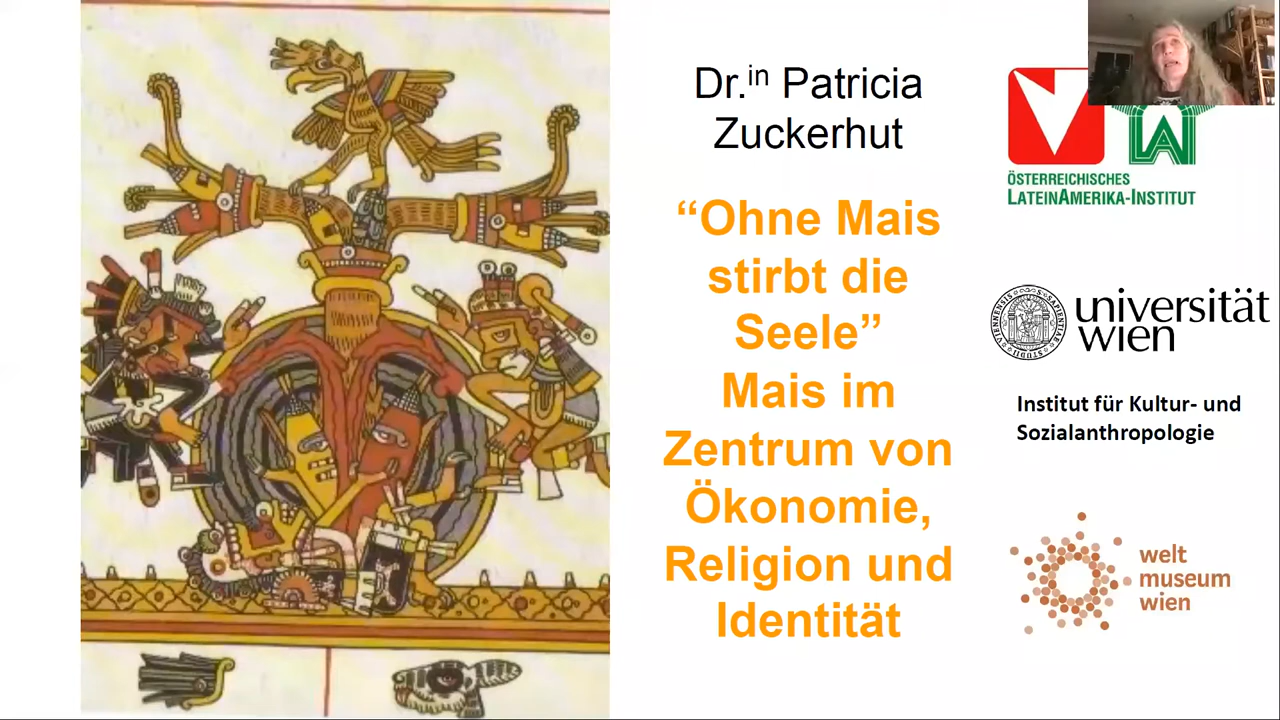 Dr.in Patricia
Zuckerhut
“Ohne Mais
stirbt die
Seele”
Mais im
Zentrum von
Ökonomie,
Religion und
Identität
LAI
ÖSTERREICHISCHES
LATEINAMERIKA-INSTITUT
universität
wien
Institut für Kultur- und
Sozialanthropologie
welt
museum
wien